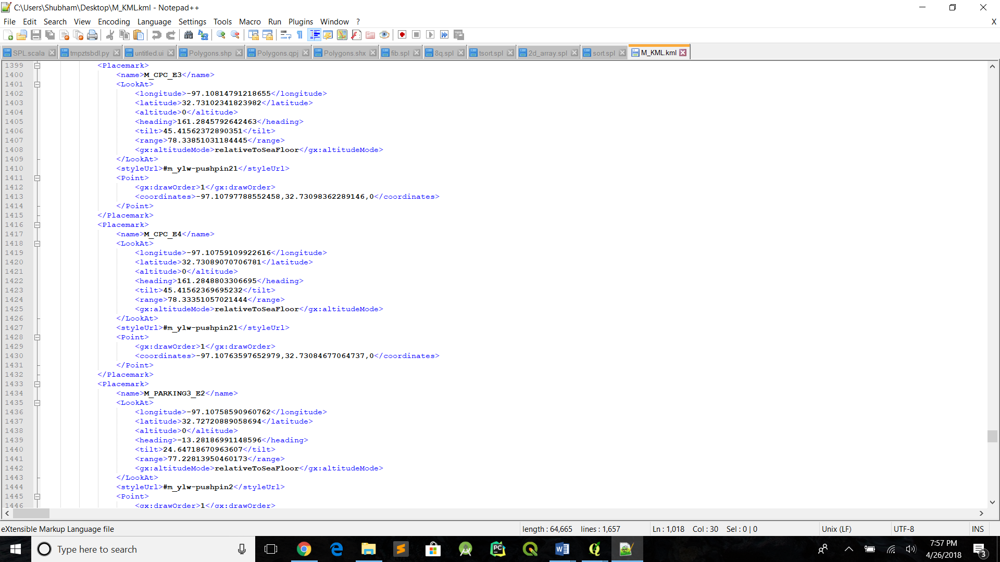 C:\Users\Shubham\Desktop\M_KML.kml - Notepad++
File Edit Search View Encoding Language Settings Tools Macro Run Plugins Window ? X
SPL.scala tmpztsbdl.py untitled.ui Polygons.shp Polygons.qpj Polygons.shx fib.spl 8q.spl tsort.spl 2d_array.spl sort.spl M_KML.kml
1399 <Placemark>
1400 <name>M_CPC_E3</name>
1401 <LookAt>
1402 <longitude>-97.10814791218655</longitude>
1403 <latitude>32.73102341823982</latitude>
1404 <altitude>0</altitude>
1405 <heading>161.2845792642463</heading>
1406 <tilt>45.41562372890351</tilt>
1407 <range>78.33851031184445</range>
1408 <gx:altitudeMode>relativeToSeaFloor</gx:altitudeMode>
1409 </LookAt>
1410 <styleUrl>#m_ylw-pushpin21</styleUrl>
1411 <Point>
1412 <gx:drawOrder>1</gx:drawOrder>
1413 <coordinates>-97.10797788552458,32.73098362289146,0</coordinates>
1414 </Point>
1415 </Placemark>
1416 <Placemark>
1417 <name>M_CPC_E4</name>
1418 <LookAt>
1419 <longitude>-97.10759109922616</longitude>
1420 <latitude>32.73089070706781</latitude>
1421 <altitude>0</altitude>
1422 <heading>161.2848803306695</heading>
1423 <tilt>45.41562369695232</tilt>
1424 <range>78.33351057021444</range>
1425 <gx:altitudeMode>relativeToSeaFloor</gx:altitudeMode>
1426 </LookAt>
1427 <styleUrl>#m_ylw-pushpin21</styleUrl>
1428 <Point>
1429 <gx:drawOrder>1</gx:drawOrder>
1430 <coordinates>-97.10763597652979,32.73084677064737,0</coordinates>
1431 </Point>
1432 </Placemark>
1433 <Placemark>
1434 <name>M_PARKING3_E2</name>
1435 <LookAt>
1436 <longitude>-97.10758590960762</longitude>
1437 <latitude>32.72720889058694</latitude>
1438 <altitude>0</altitude>
1439 <heading>-13.28186991148596</heading>
1440 <tilt>24.64718670963607</tilt>
1441 <range>77.22813950460173</range>
1442 <gx:altitudeMode>relativeToSeaFloor</gx:altitudeMode>
1443 </LookAt>
1444 <styleUrl>#m_ylw-pushpin2</styleUrl>
1445 <Point>
1446 <gx:drawOrder>1</gx:drawOrder>
eXtensible Markup Language file length : 64,665 lines : 1,657 Ln : 1,018 Col : 30 Sel : 0 | 0 Unix (LF) UTF-8 INS
Type here to search
PC
7:57 PM
4/26/2018
3